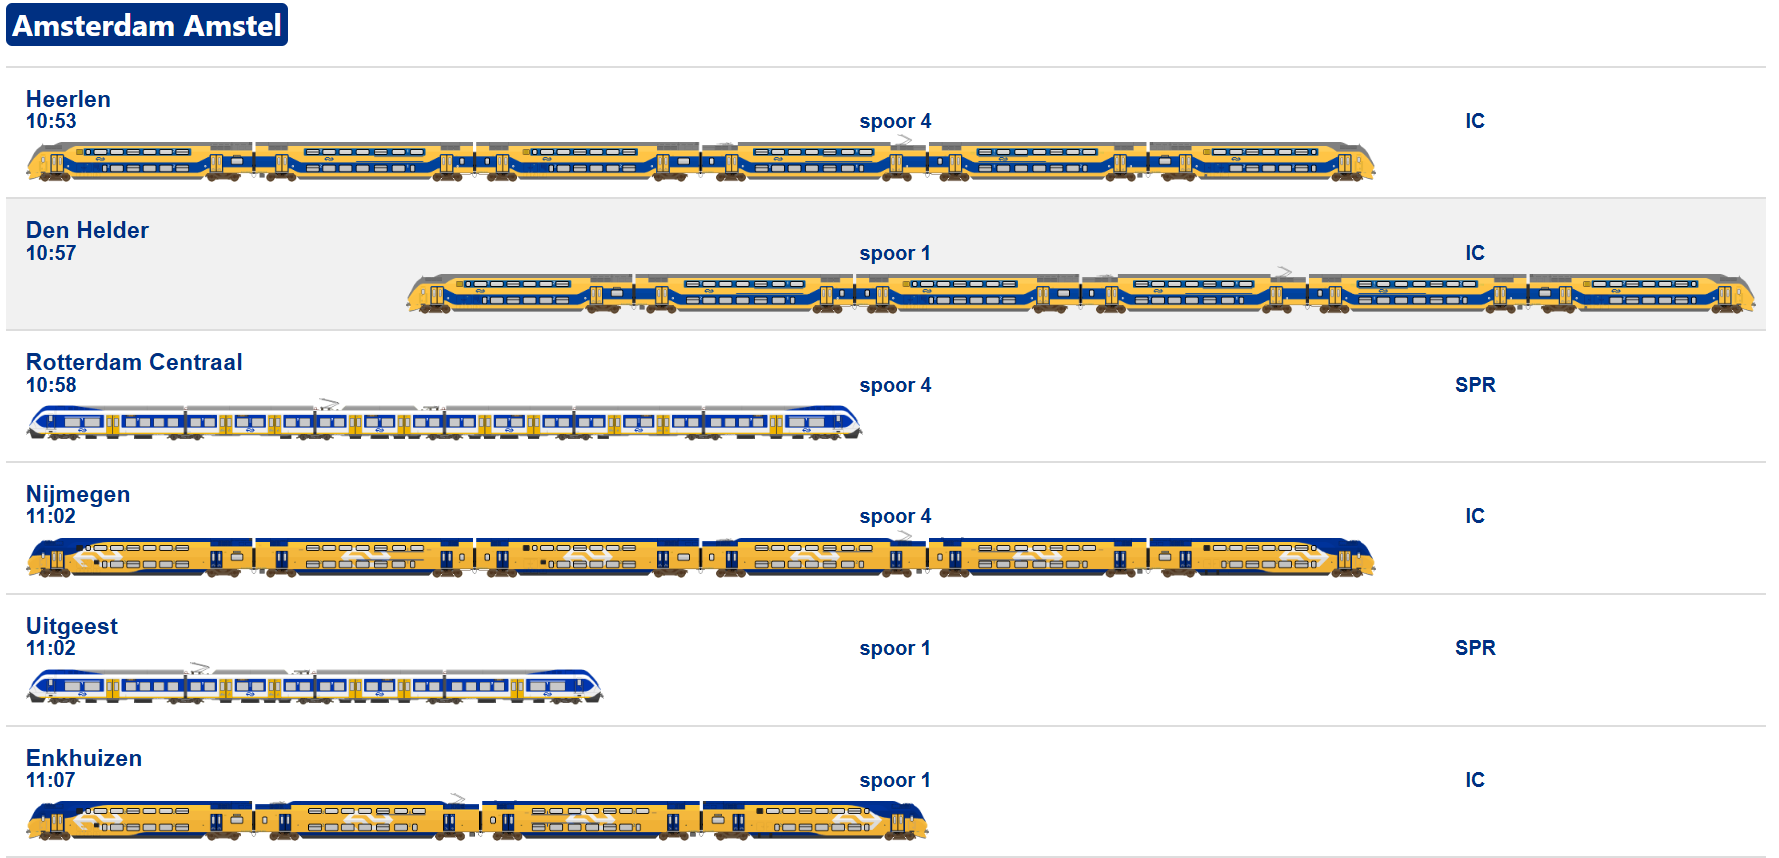 Amsterdam Amstel
Heerlen
10:53 spoor 4 IC
Den Helder
10:57 spoor 1 IC
Rotterdam Centraal
10:58 spoor 4 SPR
Nijmegen
11:02 spoor 4 IC
Uitgeest
11:02 spoor 1 SPR
Enkhuizen
11:07 spoor 1 IC